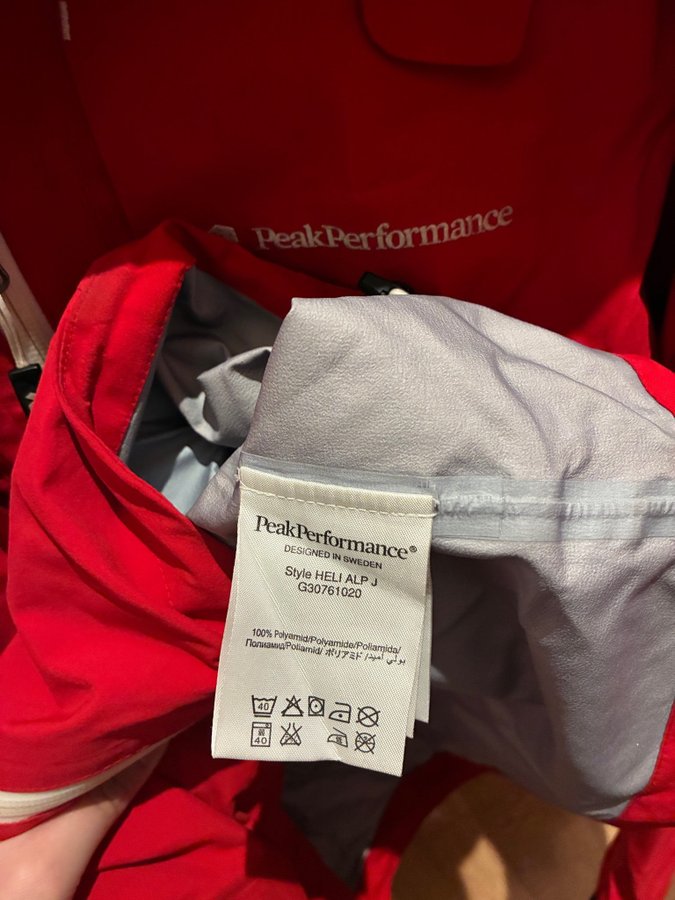 PeakPerformance
PeakPerformance®
DESIGNED IN SWEDEN
Style HELI ALP J
G30761020
100% Polyamid/Polyamide/Poliamida/
Полиамид/Poliamid/ ポリアミド /بولي أميد
40
40